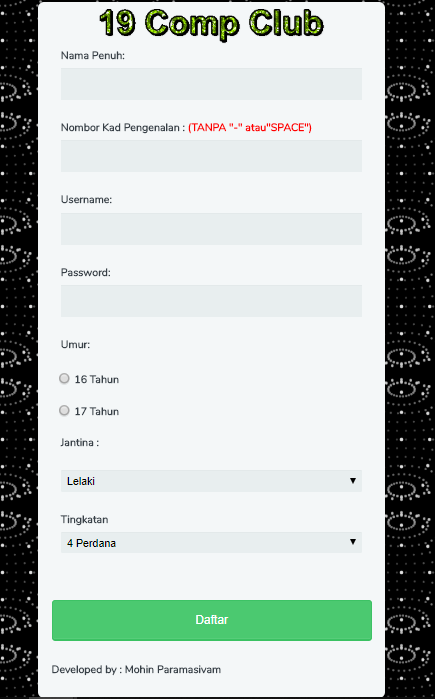 19 Comp Club
Nama Penuh:
Nombor Kad Pengenalan : (TANPA "-" atau"SPACE")
Username:
Password:
Umur:
16 Tahun
17 Tahun
Jantina :
Lelaki
Tingkatan
4 Perdana
Daftar
Developed by : Mohin Paramasivam